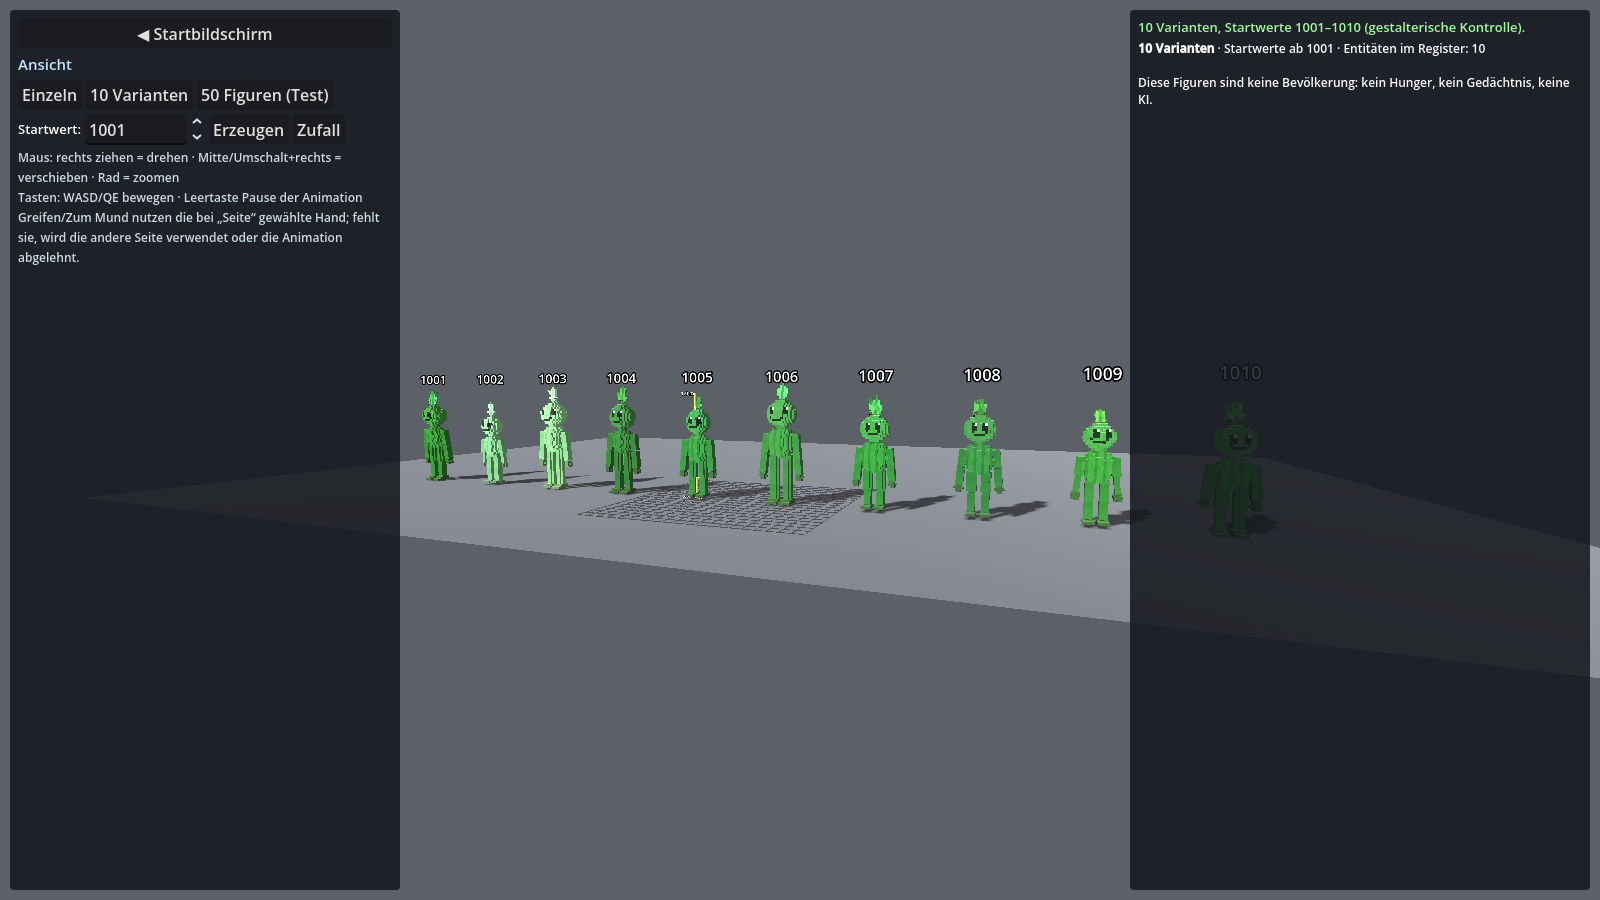 ◀ Startbildschirm
Ansicht
Einzeln 10 Varianten 50 Figuren (Test)
Startwert: 1001 Erzeugen Zufall
Maus: rechts ziehen = drehen · Mitte/Umschalt+rechts =
verschieben · Rad = zoomen
Tasten: WASD/QE bewegen · Leertaste Pause der Animation
Greifen/Zum Mund nutzen die bei „Seite“ gewählte Hand; fehlt
sie, wird die andere Seite verwendet oder die Animation
abgelehnt.
1001 1002 1003 1004 1005 1006 1007 1008 1009 1010
10 Varianten, Startwerte 1001–1010 (gestalterische Kontrolle).
10 Varianten · Startwerte ab 1001 · Entitäten im Register: 10
Diese Figuren sind keine Bevölkerung: kein Hunger, kein Gedächtnis, keine
KI.